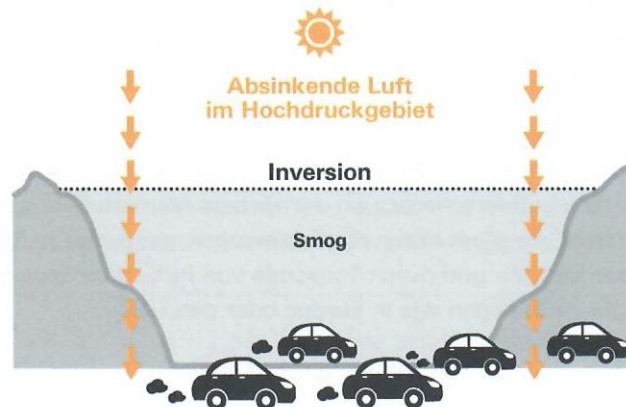 Absinkende Luft
im Hochdruckgebiet
Inversion
Smog